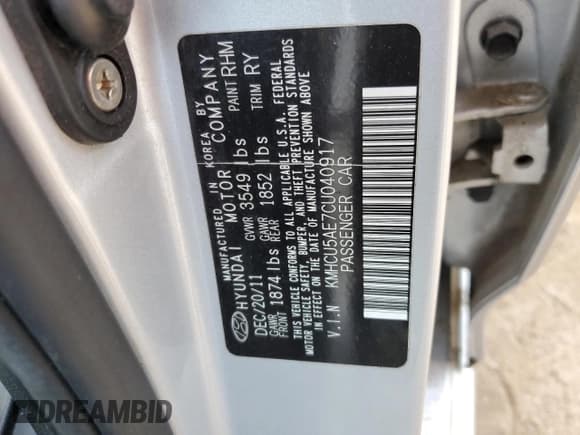 MANUFACTURED IN KOREA BY
HYUNDAI MOTOR COMPANY
DEC/20/11 GVWR 3549 lbs PAINT RHM
GAWR FRONT 1874lbs GAWR REAR 1852 lbs TRIM RY
THIS VEHICLE CONFORMS TO ALL APPLICABLE U.S.A. FEDERAL
MOTOR VEHICLE SAFETY, BUMPER, AND THEFT PREVENTION STANDARDS
IN EFFECT ON THE DATE OF MANUFACTURE SHOWN ABOVE
V.I.N KMHCU5AE7CU040917
PASSENGER CAR
DREAMBID